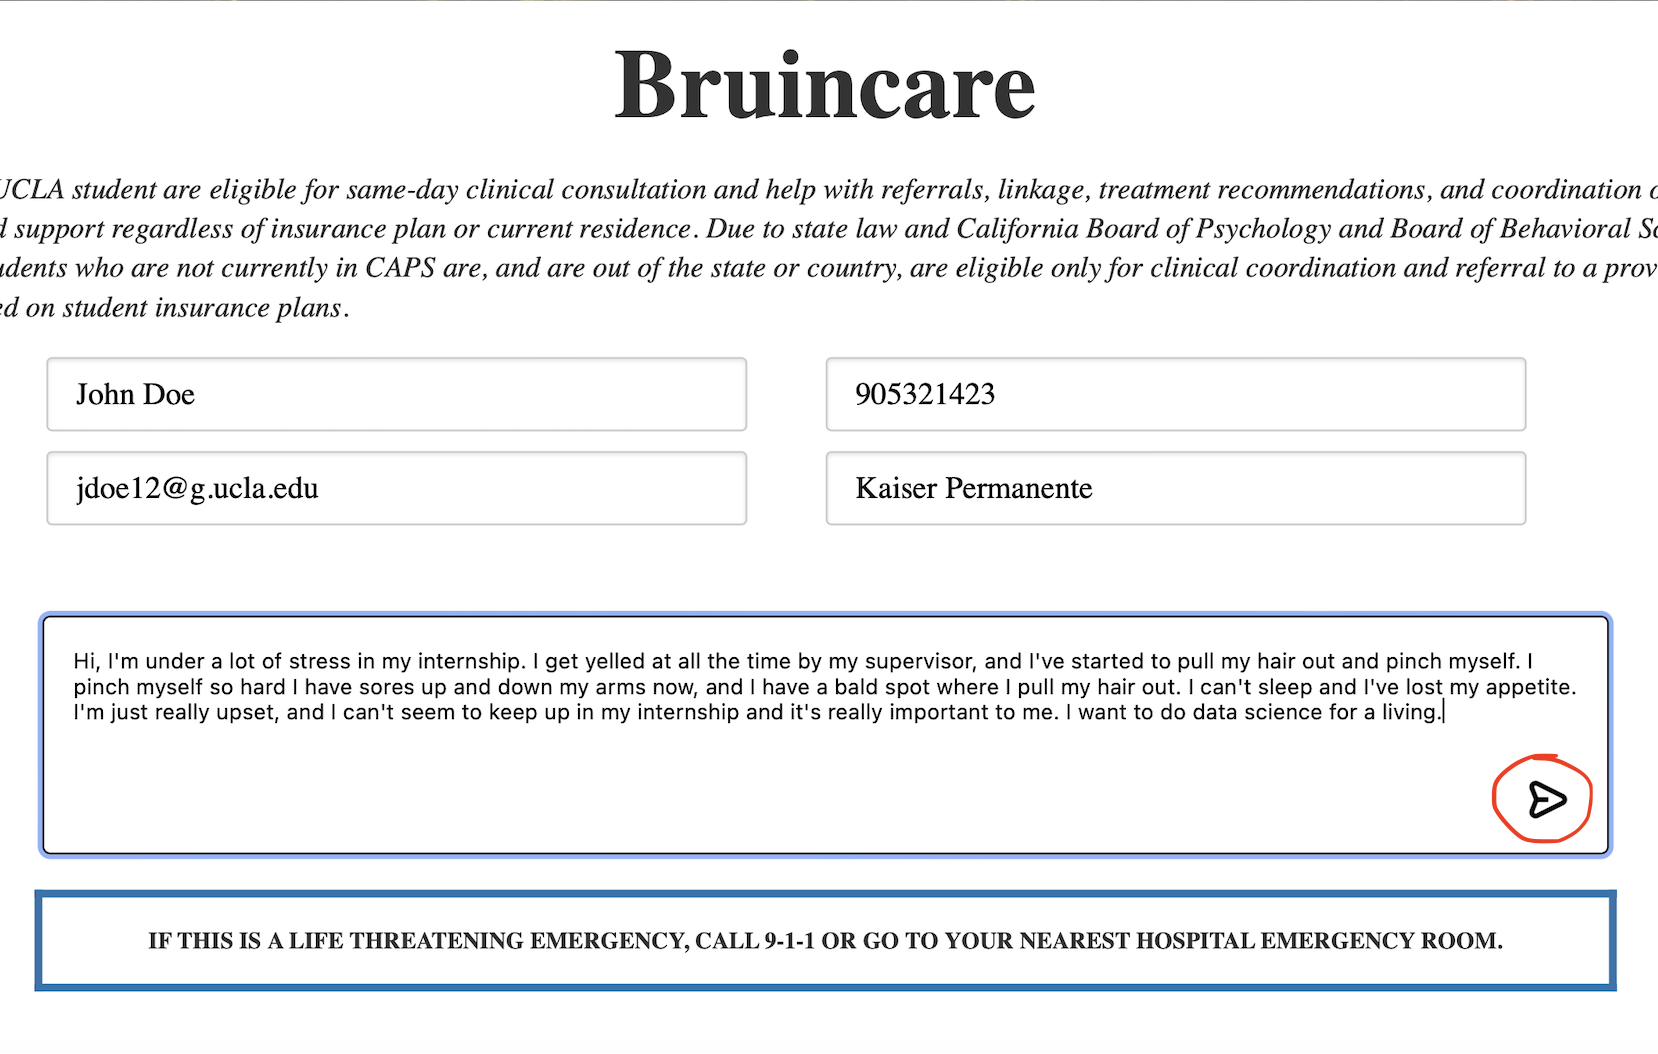 Bruincare
UCLA student are eligible for same-day clinical consultation and help with referrals, linkage, treatment recommendations, and coordination
support regardless of insurance plan or current residence. Due to state law and California Board of Psychology and Board of Behavioral
who are not currently in CAPS are, and are out of the state or country, are eligible only for clinical coordination and referral to a
on student insurance plans.
John Doe
905321423
jdoe12@g.ucla.edu
Kaiser Permanente
Hi, I'm under a lot of stress in my internship. I get yelled at all the time by my supervisor, and I've started to pull my hair out and pinch myself. I
pinch myself so hard I have sores up and down my arms now, and I have a bald spot where I pull my hair out. I can't sleep and I've lost my appetite.
I'm just really upset, and I can't seem to keep up in my internship and it's really important to me. I want to do data science for a living.
IF THIS IS A LIFE THREATENING EMERGENCY, CALL 9-1-1 OR GO TO YOUR NEAREST HOSPITAL EMERGENCY ROOM.